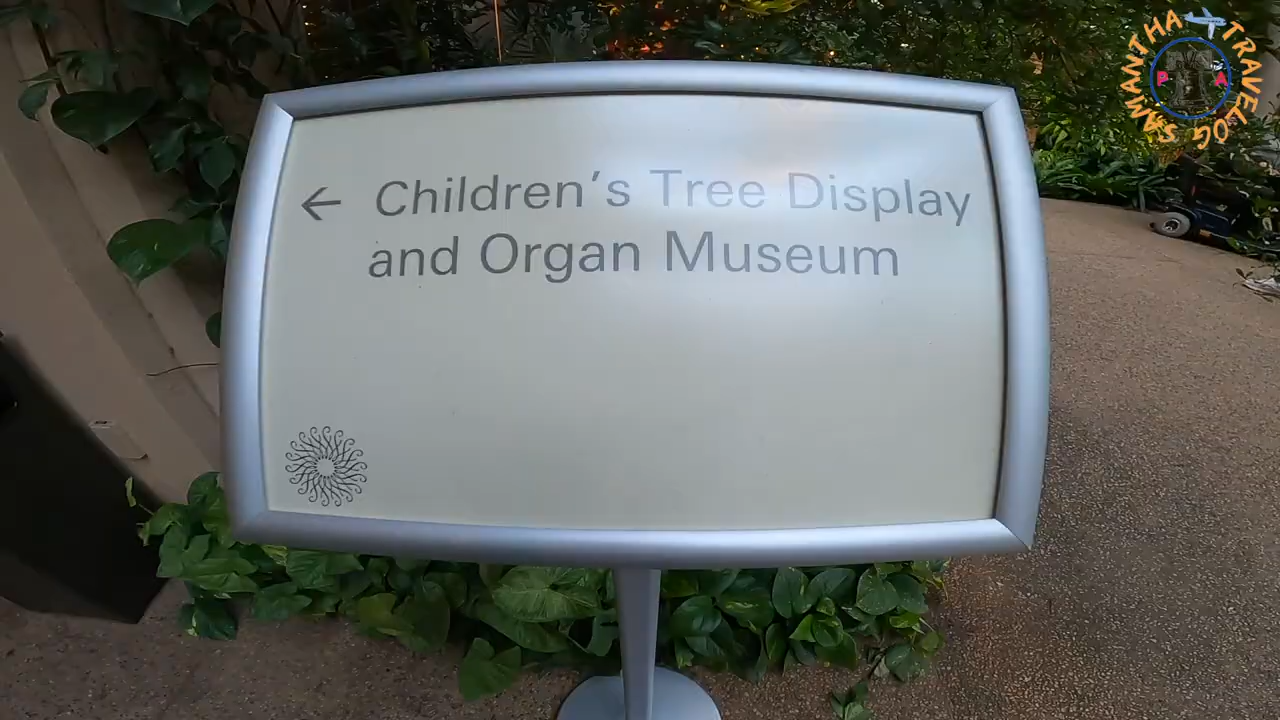 ← Children's Tree Display
and Organ Museum
SAMANTHA TRAVELOG
P A